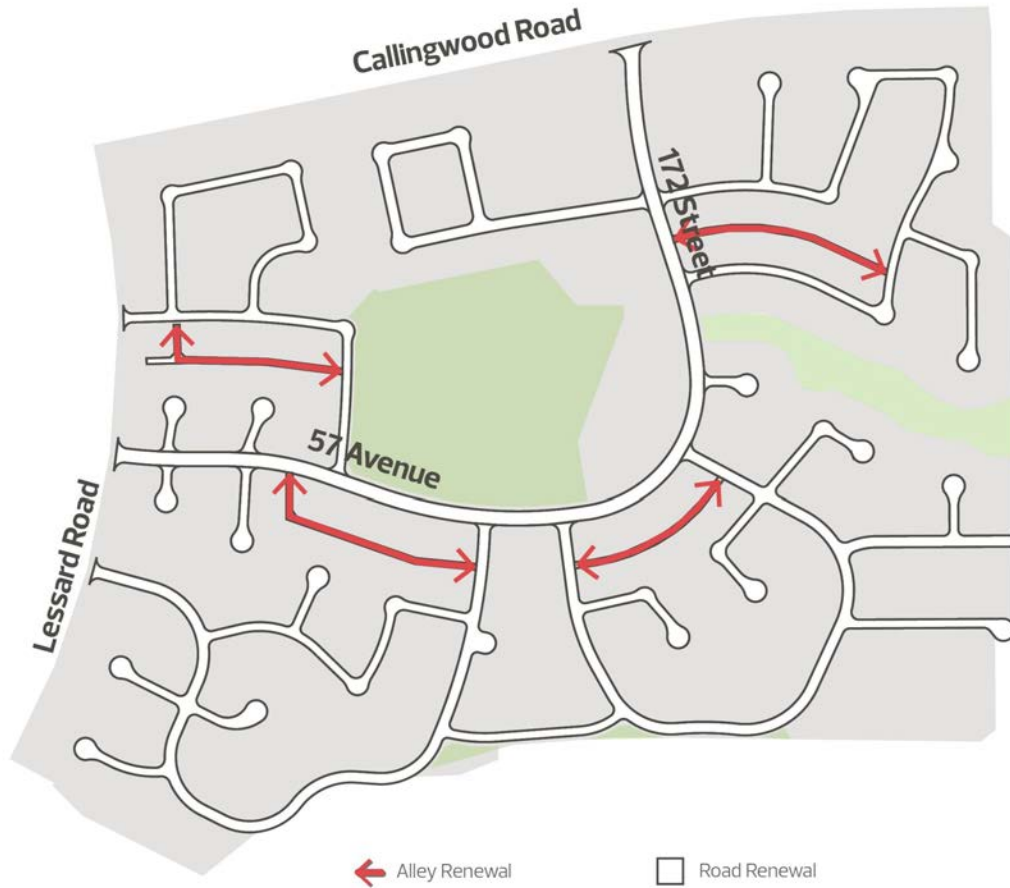 Callingwood Road
172 Street
57 Avenue
Lessard Road
Alley Renewal
Road Renewal